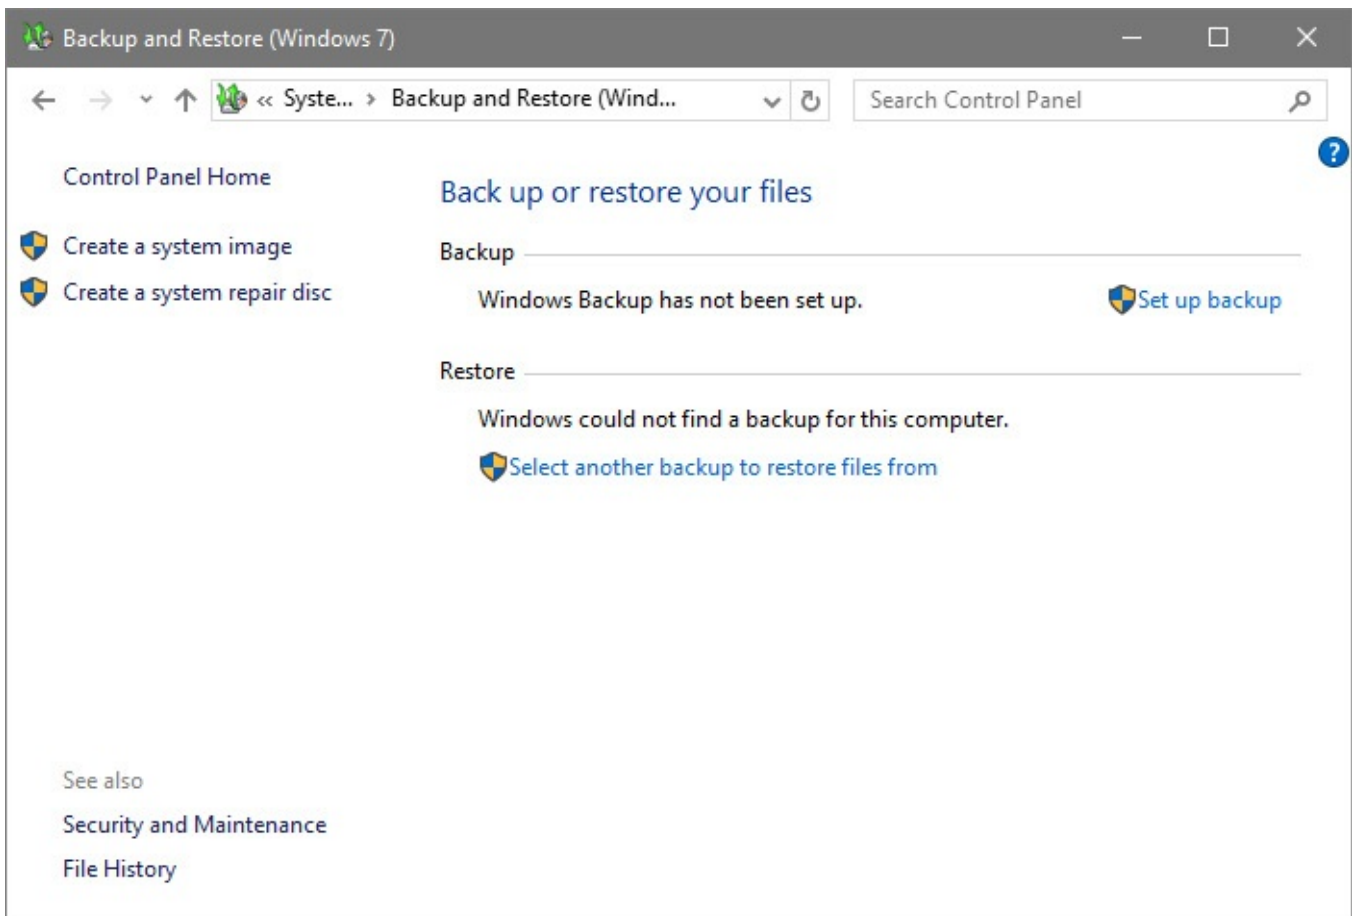 Backup and Restore (Windows 7)
« Syste... › Backup and Restore (Wind...
Search Control Panel
?
Control Panel Home
Back up or restore your files
Create a system image
Backup
Create a system repair disc
Windows Backup has not been set up.
Set up backup
Restore
Windows could not find a backup for this computer.
Select another backup to restore files from
See also
Security and Maintenance
File History